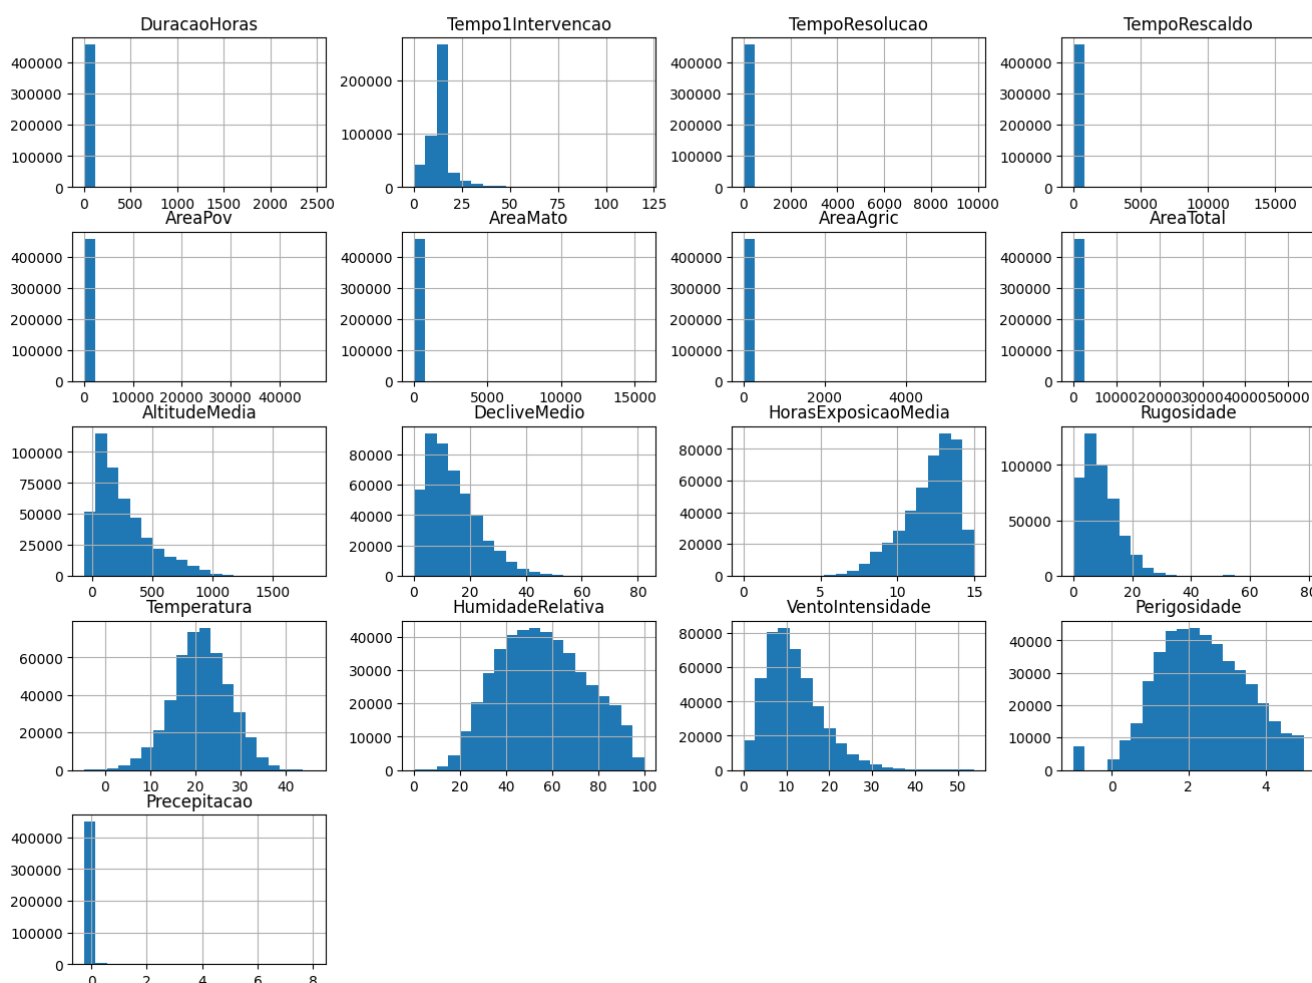 DuracaoHoras Tempo1Intervencao TempoResolucao TempoRescaldo
400000 400000 400000
300000 200000 300000 300000
200000 100000 200000 200000
100000 100000 100000
0 0 0 0
0 500 1000 1500 2000 2500 0 25 50 75 100 125 0 2000 4000 6000 8000 10000 0 5000 10000 15000
AreaPov AreaMato AreaAgric AreaTotal
400000 400000 400000 400000
300000 300000 300000 300000
200000 200000 200000 200000
100000 100000 100000 100000
0 0 0 0
0 10000 20000 30000 40000 0 5000 10000 15000 0 2000 4000 0 10000 20000 30000 40000 50000
AltitudeMedia DecliveMedio HorasExposicaoMedia Rugosidade
100000 80000 80000 100000
75000 60000 60000
50000 40000 40000 50000
25000 20000 20000
0 0 0 0
0 500 1000 1500 0 20 40 60 80 0 5 10 15 0 20 40 60 80
Temperatura HumidadeRelativa VentoIntensidade Perigosidade
60000 40000 80000 40000
40000 30000 60000 30000
20000 20000 40000 20000
10000 20000 10000
0 0 0 0
0 10 20 30 40 0 20 40 60 80 100 0 10 20 30 40 50 0 2 4
Precepitacao
400000
300000
200000
100000
0
0 2 4 6 8